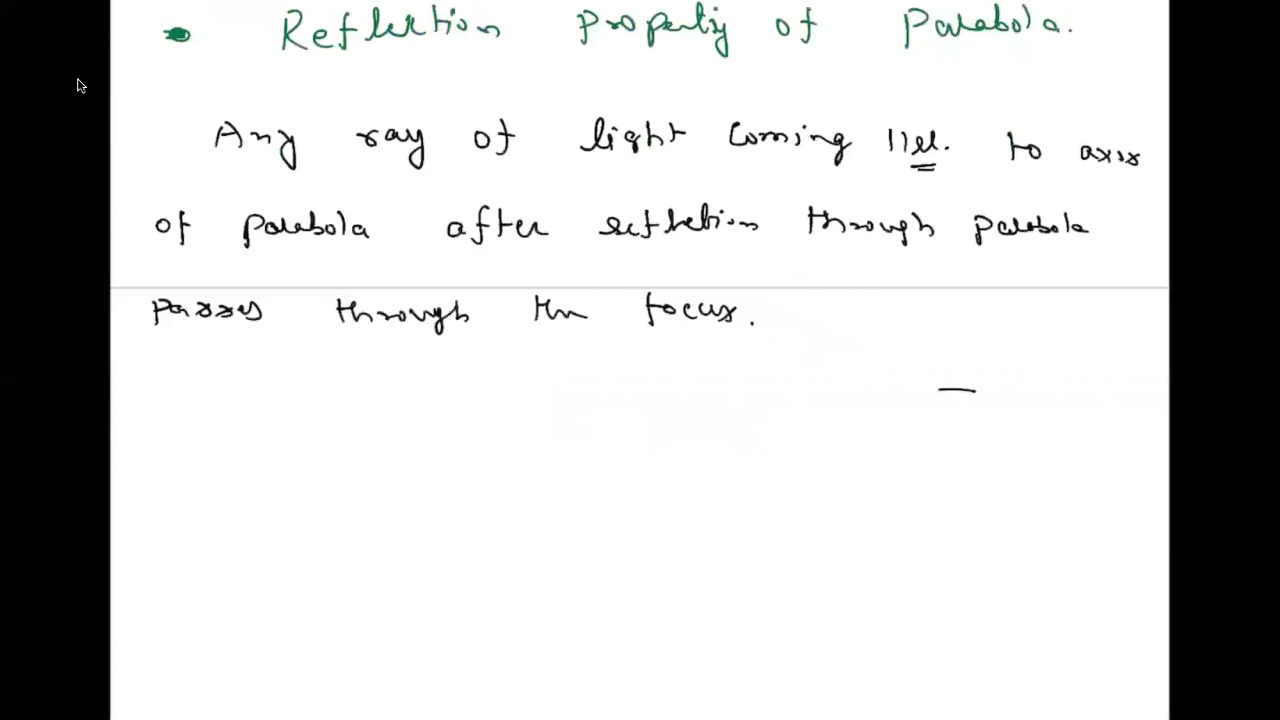 Reflection Property of Parabola.
Any ray of light coming ||el. to axis
of parabola after reflection through parabola
passes through the focus.